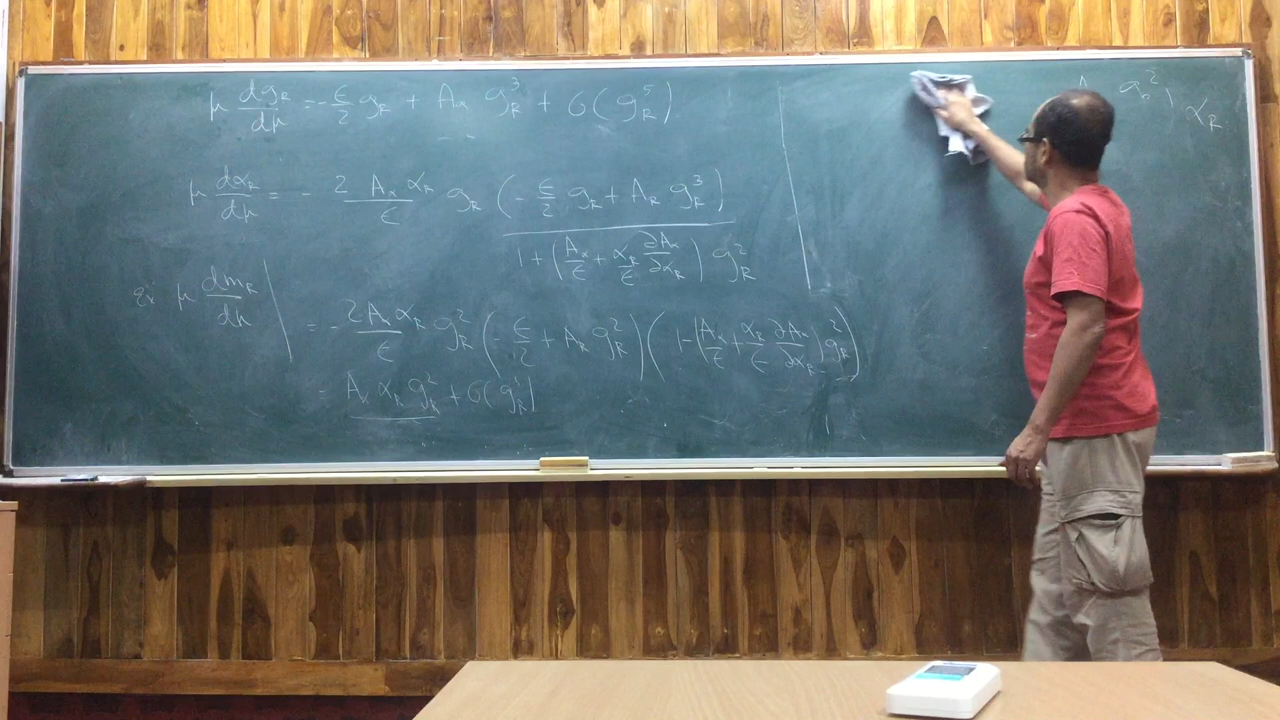 μ dg_R/dμ = -ε/2 g_R + A_α g_R^3 + O(g_R^5)
μ dα_R/dμ = - 2 A_α α_R/ε g_R (-ε/2 g_R + A_R g_R^3) / 1 + (A_α/ε + α_R/ε ∂A_α/∂α_R) g_R^2
μ dm_R/dμ |
= - 2A_α α_R/ε g_R^2 (-ε/2 + A_R g_R^2) (1 - (A_α/ε + α_R/ε ∂A_α/∂α_R) g_R^2)
= A_α α_R g_R^2 + O(g_R^4)
g_R^2, α_R